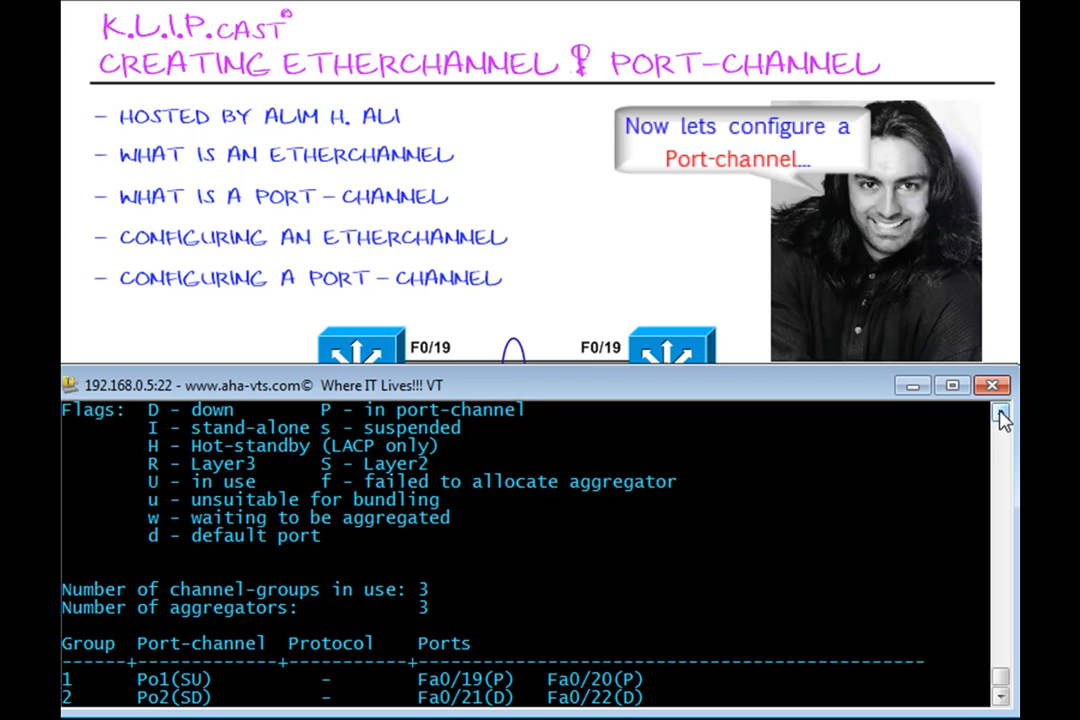 K.L.I.P.CAST
CREATING ETHERCHANNEL & PORT-CHANNEL
- HOSTED BY ALIM H. ALI
- WHAT IS AN ETHERCHANNEL
- WHAT IS A PORT-CHANNEL
- CONFIGURING AN ETHERCHANNEL
- CONFIGURING A PORT-CHANNEL
Now lets configure a
Port-channel...
F0/19 F0/19
192.168.0.5:22 - www.aha-vts.com© Where IT Lives!!! VT
Flags: D - down P - in port-channel
I - stand-alone s - suspended
H - Hot-standby (LACP only)
R - Layer3 S - Layer2
U - in use f - failed to allocate aggregator
u - unsuitable for bundling
w - waiting to be aggregated
d - default port
Number of channel-groups in use: 3
Number of aggregators: 3
Group Port-channel Protocol Ports
------+-------------+-----------+-----------------------------------------------
1 Po1(SU) - Fa0/19(P) Fa0/20(P)
2 Po2(SD) - Fa0/21(D) Fa0/22(D)